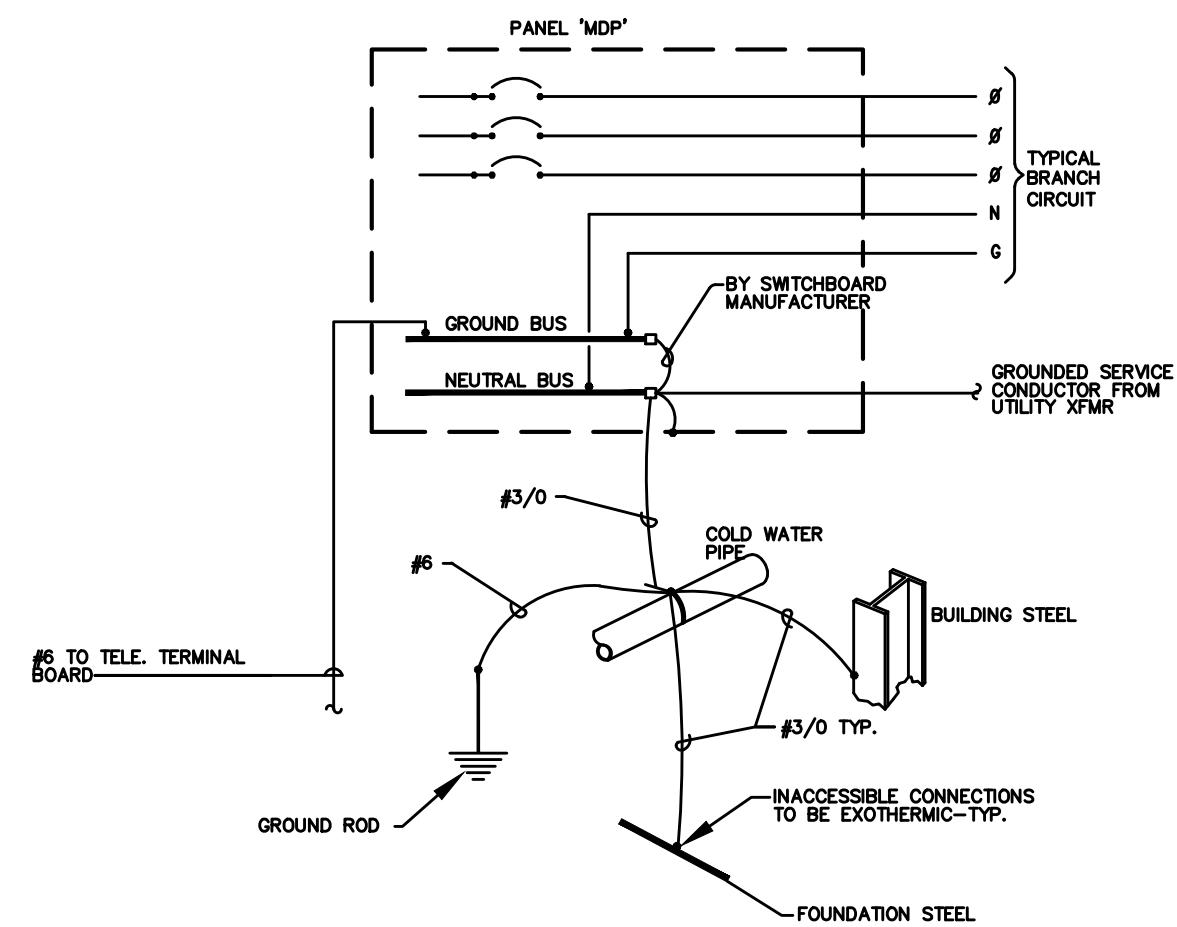 PANEL 'MDP'
Ø
Ø
Ø
N
G
TYPICAL
BRANCH
CIRCUIT
BY SWITCHBOARD
MANUFACTURER
GROUND BUS
NEUTRAL BUS
GROUNDED SERVICE
CONDUCTOR FROM
UTILITY XFMR
#3/0
COLD WATER
PIPE
#6
BUILDING STEEL
#6 TO TELE. TERMINAL
BOARD
#3/0 TYP.
INACCESSIBLE CONNECTIONS
TO BE EXOTHERMIC-TYP.
GROUND ROD
FOUNDATION STEEL